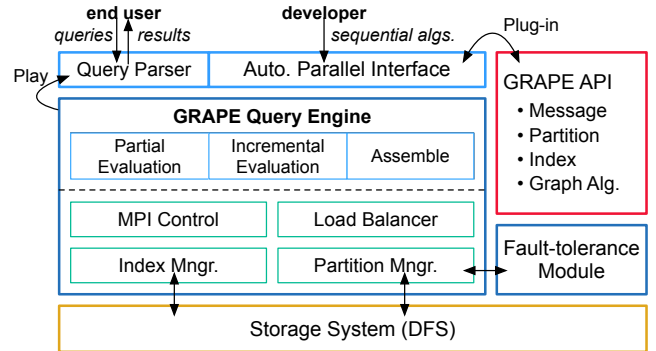 end user
developer
queries
results
sequential algs.
Plug-in
Play
Query Parser
Auto. Parallel Interface
GRAPE API
• Message
• Partition
• Index
• Graph Alg.
GRAPE Query Engine
Partial
Evaluation
Incremental
Evaluation
Assemble
MPI Control
Load Balancer
Index Mngr.
Partition Mngr.
Fault-tolerance
Module
Storage System (DFS)